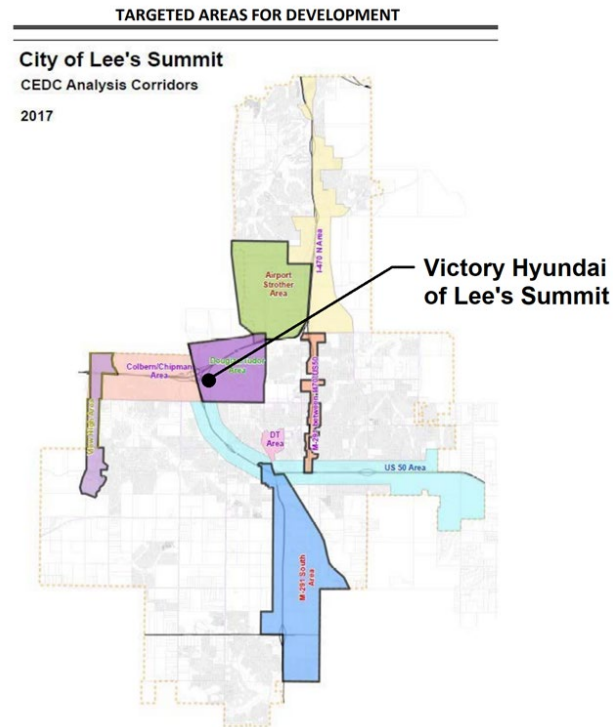 TARGETED AREAS FOR DEVELOPMENT
City of Lee's Summit
CEDC Analysis Corridors
2017
I-470 N Area
Airport
Strother
Area
Victory Hyundai
of Lee's Summit
Colbern/Chipman
Area
Area
DT
Area
US 50 Area
M-291 South
Area